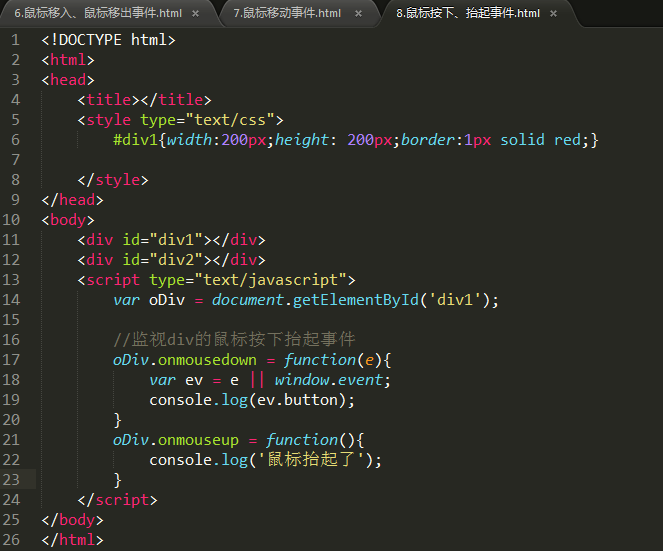 6.鼠标移入、鼠标移出事件.html × 7.鼠标移动事件.html × 8.鼠标按下、抬起事件.html ×
1 <!DOCTYPE html>
2 <html>
3 <head>
4 <title></title>
5 <style type="text/css">
6 #div1{width:200px;height: 200px;border:1px solid red;}
7
8 </style>
9 </head>
10 <body>
11 <div id="div1"></div>
12 <div id="div2"></div>
13 <script type="text/javascript">
14 var oDiv = document.getElementById('div1');
15
16 //监视div的鼠标按下抬起事件
17 oDiv.onmousedown = function(e){
18 var ev = e || window.event;
19 console.log(ev.button);
20 }
21 oDiv.onmouseup = function(){
22 console.log('鼠标抬起了');
23 }
24 </script>
25 </body>
26 </html>